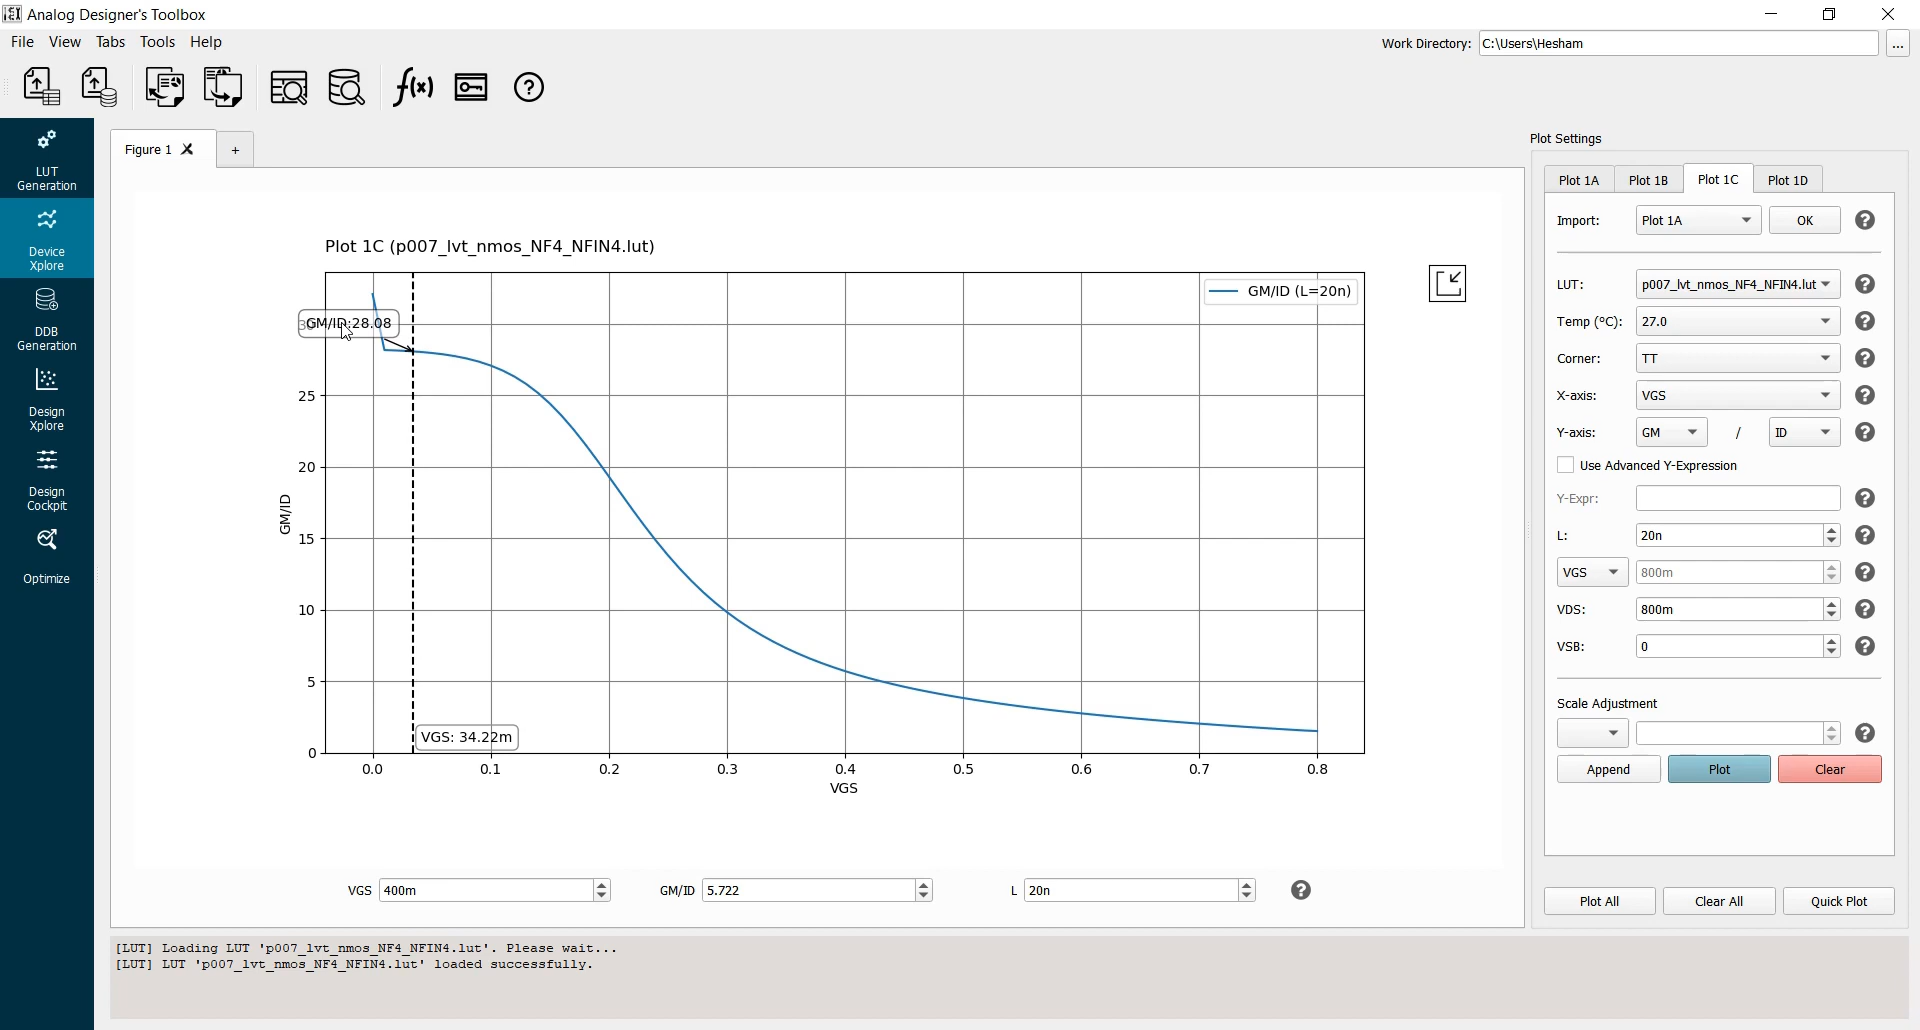 Analog Designer's Toolbox
File View Tabs Tools Help
Work Directory: C:\Users\Hesham ...
f(x)
Figure 1 +
LUT
Generation
Device
Xplore
DDB
Generation
Design
Xplore
Design
Cockpit
Optimize
Plot 1C (p007_lvt_nmos_NF4_NFIN4.lut)
GM/ID (L=20n)
GM/ID:28.08
25
20
15
10
5
0
GM/ID
VGS: 34.22m
0.0 0.1 0.2 0.3 0.4 0.5 0.6 0.7 0.8
VGS
VGS 400m GM/ID 5.722 L 20n ?
Plot Settings
Plot 1A Plot 1B Plot 1C Plot 1D
Import: Plot 1A OK ?
LUT: p007_lvt_nmos_NF4_NFIN4.lut ?
Temp (°C): 27.0 ?
Corner: TT ?
X-axis: VGS ?
Y-axis: GM / ID ?
Use Advanced Y-Expression
Y-Expr: ?
L: 20n ?
VGS 800m ?
VDS: 800m ?
VSB: 0 ?
Scale Adjustment
?
Append Plot Clear
Plot All Clear All Quick Plot
[LUT] Loading LUT 'p007_lvt_nmos_NF4_NFIN4.lut'. Please wait...
[LUT] LUT 'p007_lvt_nmos_NF4_NFIN4.lut' loaded successfully.